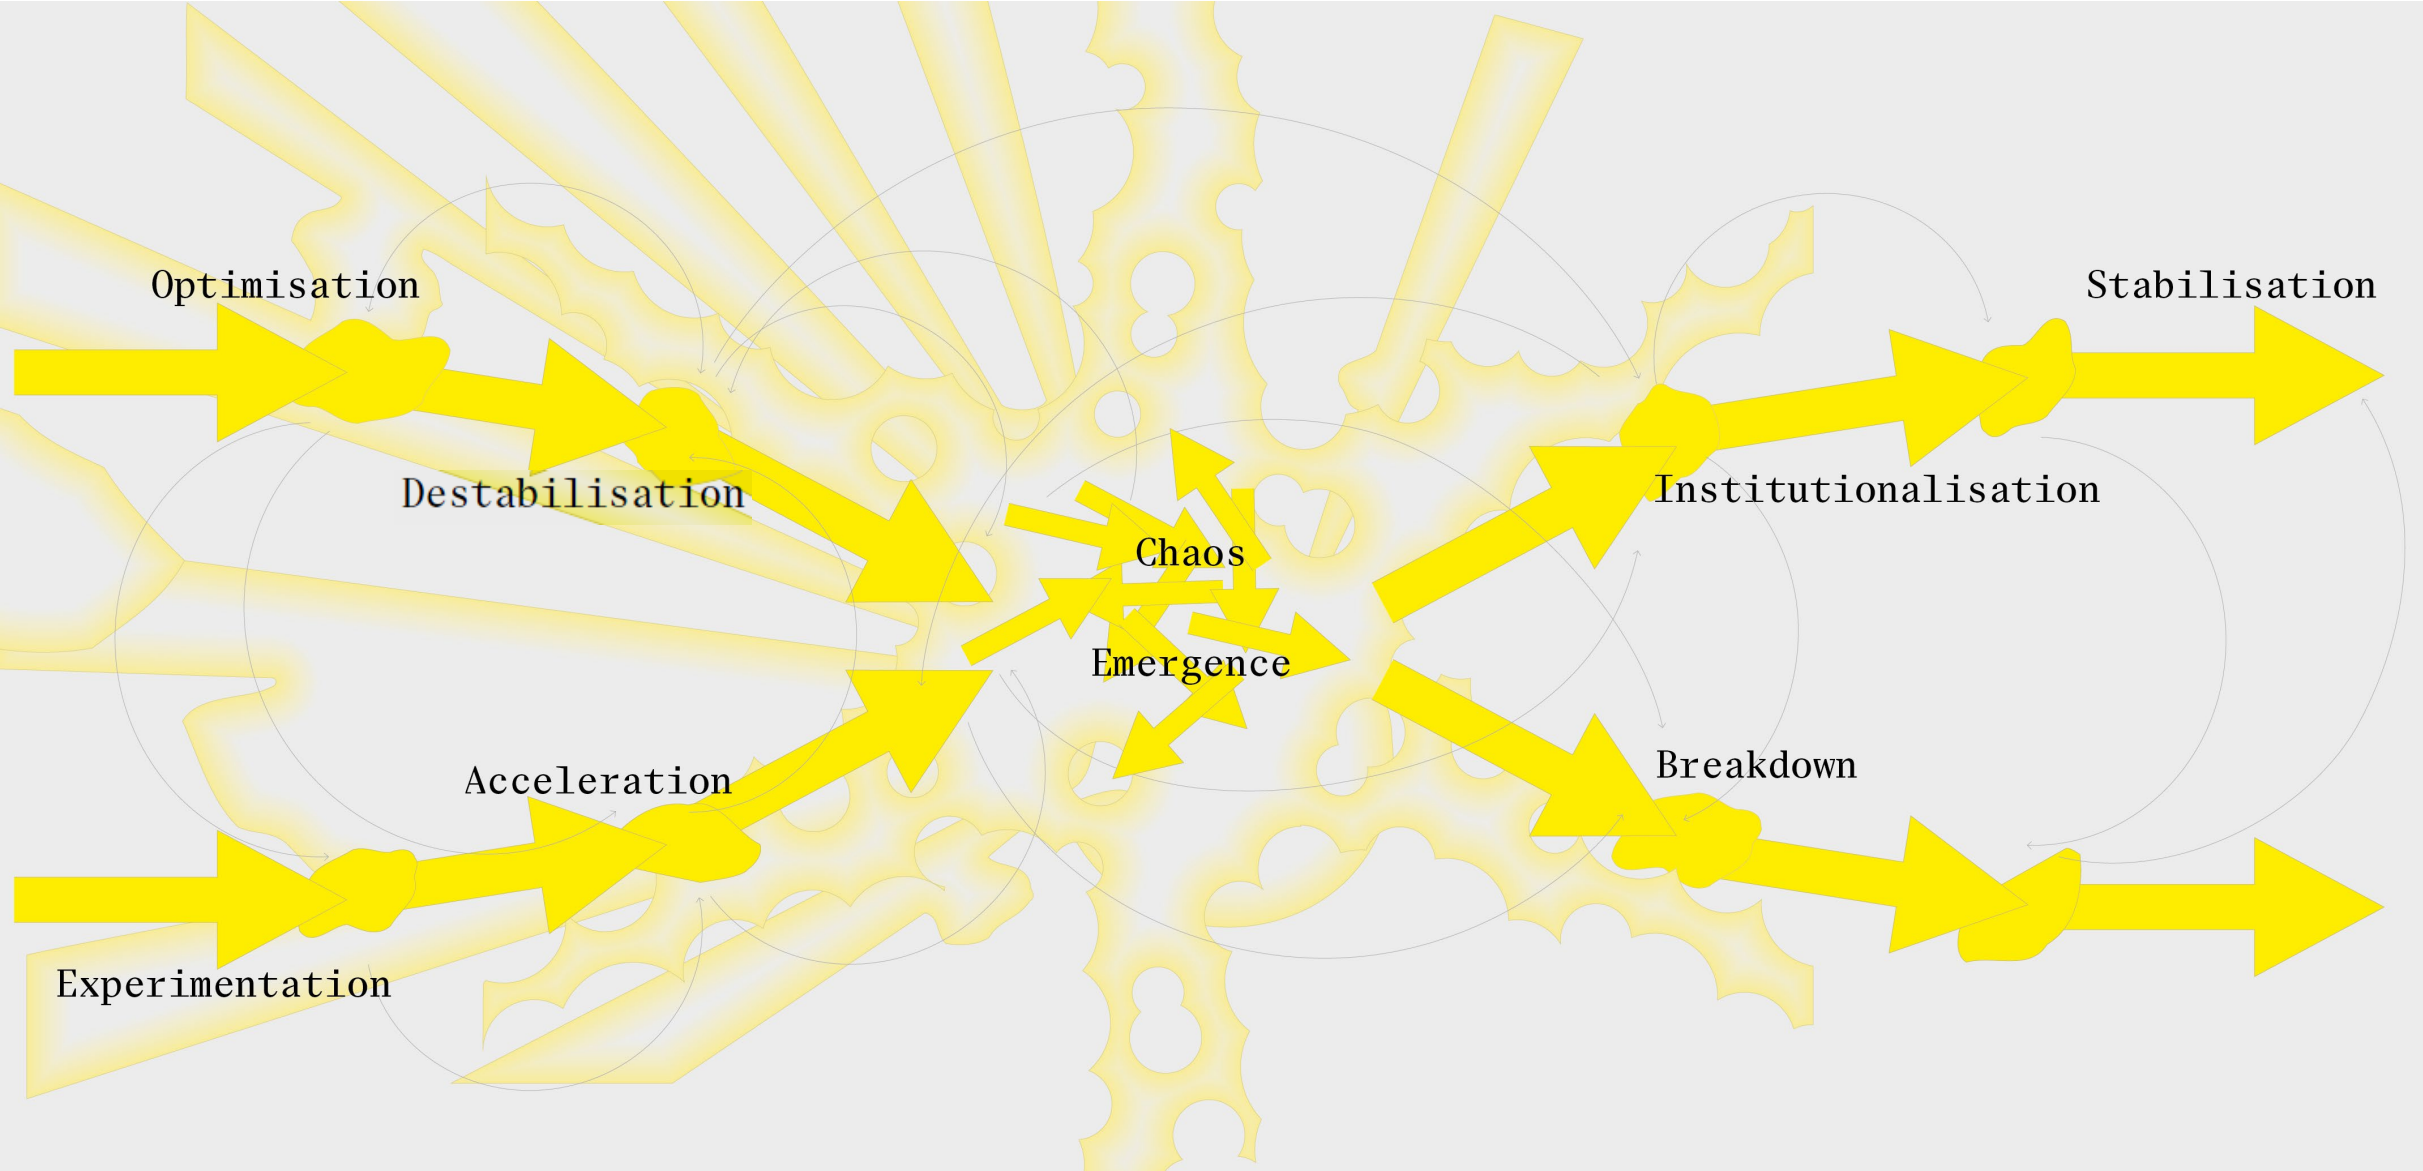 Optimisation
Stabilisation
Destabilisation
Institutionalisation
Chaos
Emergence
Acceleration
Breakdown
Experimentation